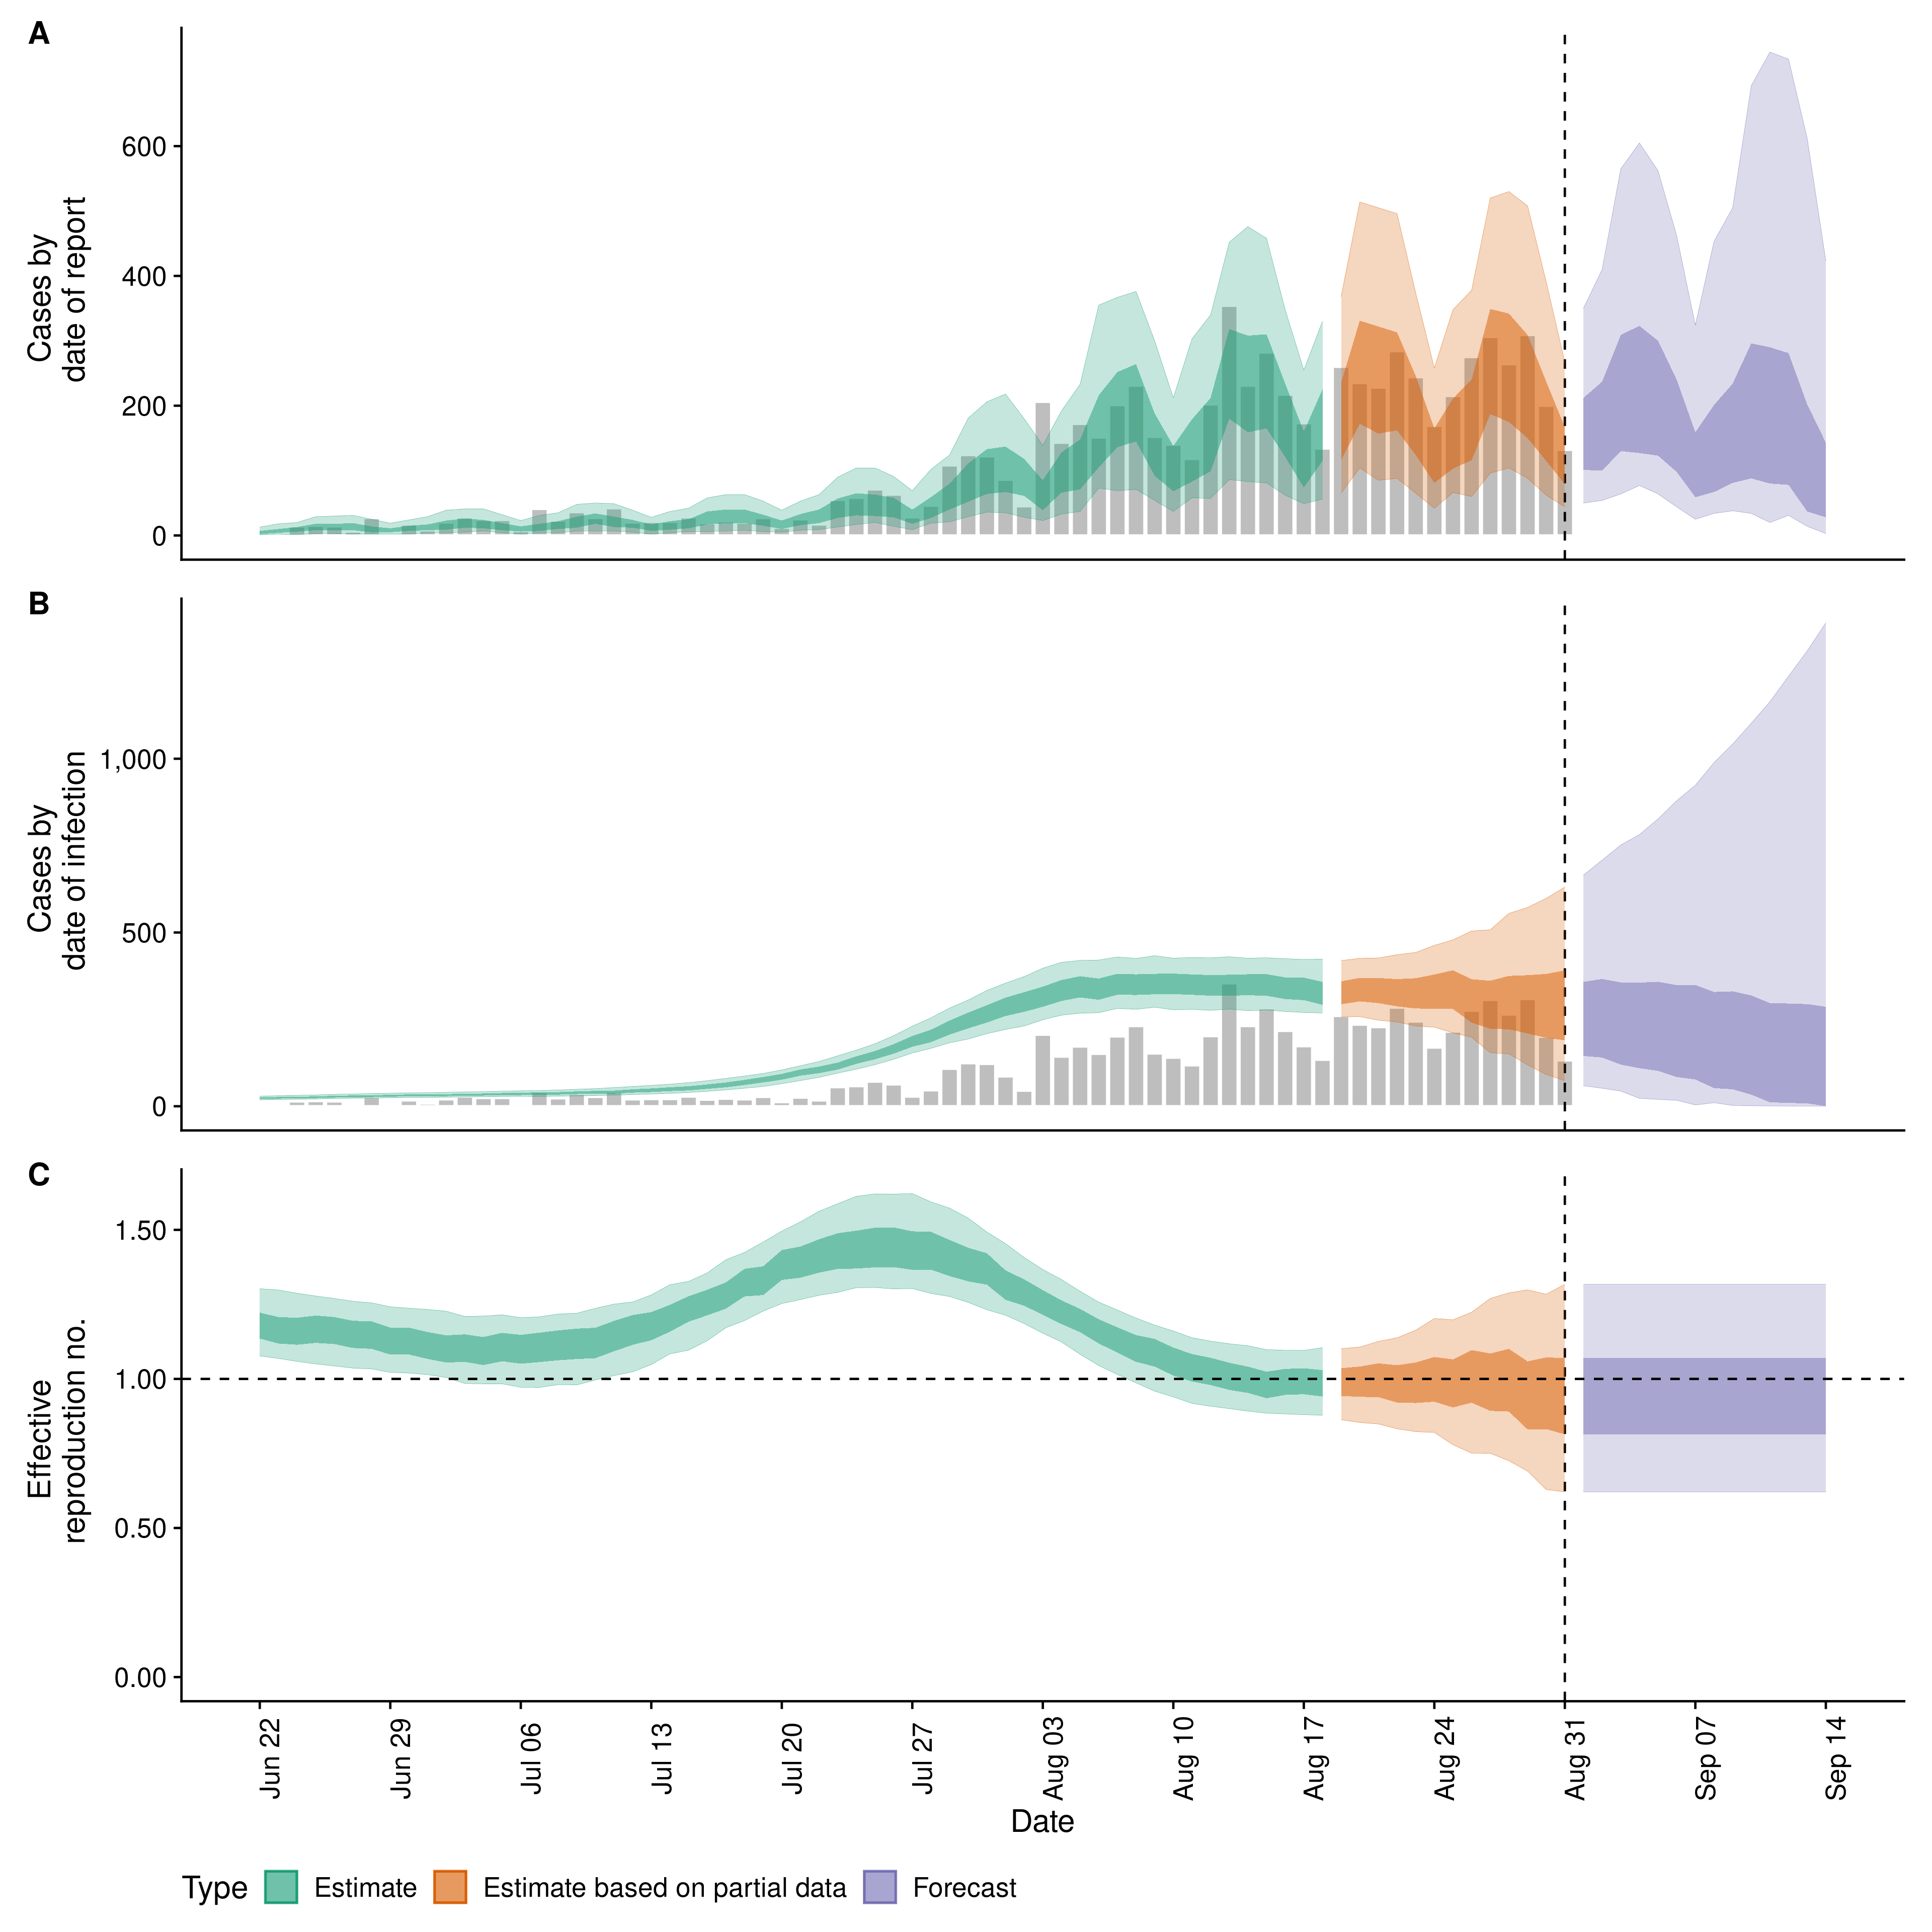 A
Cases by
date of report
600
400
200
0
B
Cases by
date of infection
1,000
500
0
C
Effective
reproduction no.
1.50
1.00
0.50
0.00
Jun 22
Jun 29
Jul 06
Jul 13
Jul 20
Jul 27
Aug 03
Aug 10
Aug 17
Aug 24
Aug 31
Sep 07
Sep 14
Date
Type Estimate Estimate based on partial data Forecast